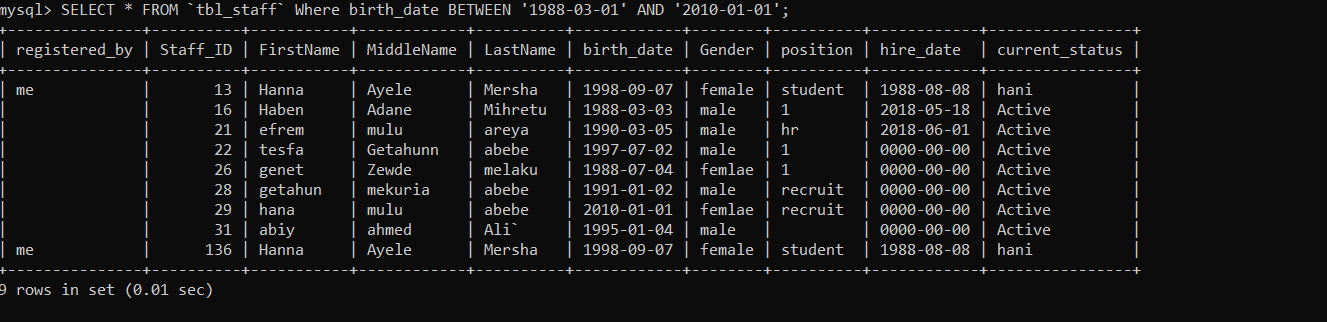 mysql> SELECT * FROM `tbl_staff` Where birth_date BETWEEN '1988-03-01' AND '2010-01-01';
+---------------+----------+-----------+------------+----------+------------+--------+----------+------------+----------------+
| registered_by | Staff_ID | FirstName | MiddleName | LastName | birth_date | Gender | position | hire_date  | current_status |
+---------------+----------+-----------+------------+----------+------------+--------+----------+------------+----------------+
| me            |       13 | Hanna     | Ayele      | Mersha   | 1998-09-07 | female | student  | 1988-08-08 | hani           |
|               |       16 | Haben     | Adane      | Mihretu  | 1988-03-03 | male   | 1        | 2018-05-18 | Active         |
|               |       21 | efrem     | mulu       | areya    | 1990-03-05 | male   | hr       | 2018-06-01 | Active         |
|               |       22 | tesfa     | Getahunn   | abebe    | 1997-07-02 | male   | 1        | 0000-00-00 | Active         |
|               |       26 | genet     | Zewde      | melaku   | 1988-07-04 | femlae | 1        | 0000-00-00 | Active         |
|               |       28 | getahun   | mekuria    | abebe    | 1991-01-02 | male   | recruit  | 0000-00-00 | Active         |
|               |       29 | hana      | mulu       | abebe    | 2010-01-01 | femlae | recruit  | 0000-00-00 | Active         |
|               |       31 | abiy      | ahmed      | Ali`     | 1995-01-04 | male   |          | 0000-00-00 | Active         |
| me            |      136 | Hanna     | Ayele      | Mersha   | 1998-09-07 | female | student  | 1988-08-08 | hani           |
+---------------+----------+-----------+------------+----------+------------+--------+----------+------------+----------------+
9 rows in set (0.01 sec)